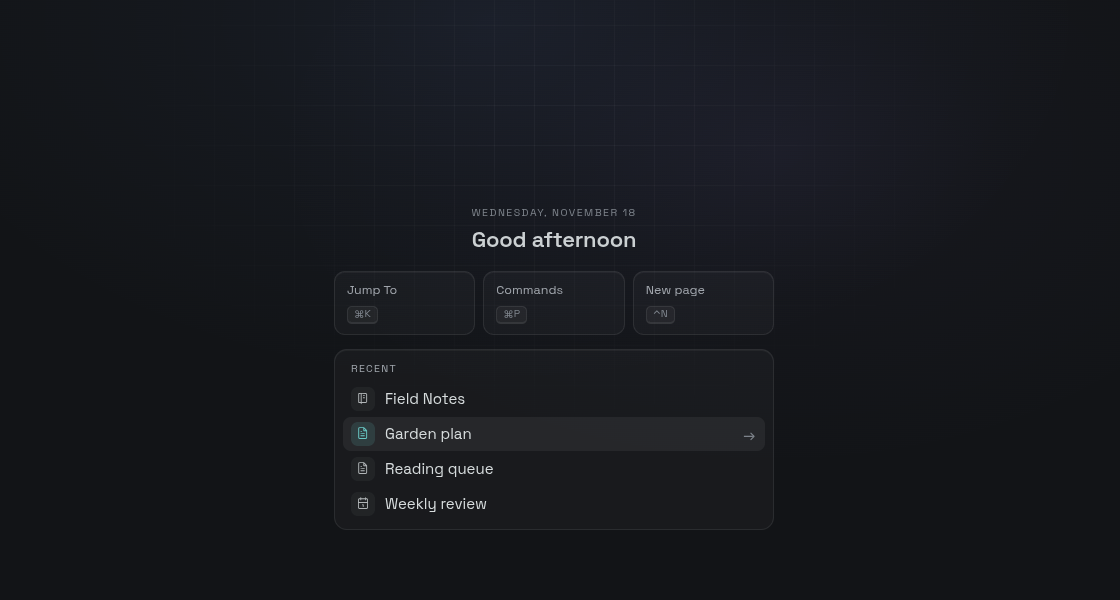 WEDNESDAY, NOVEMBER 18
Good afternoon
Jump To
⌘K
Commands
⌘P
New page
^N
RECENT
Field Notes
Garden plan →
Reading queue
Weekly review